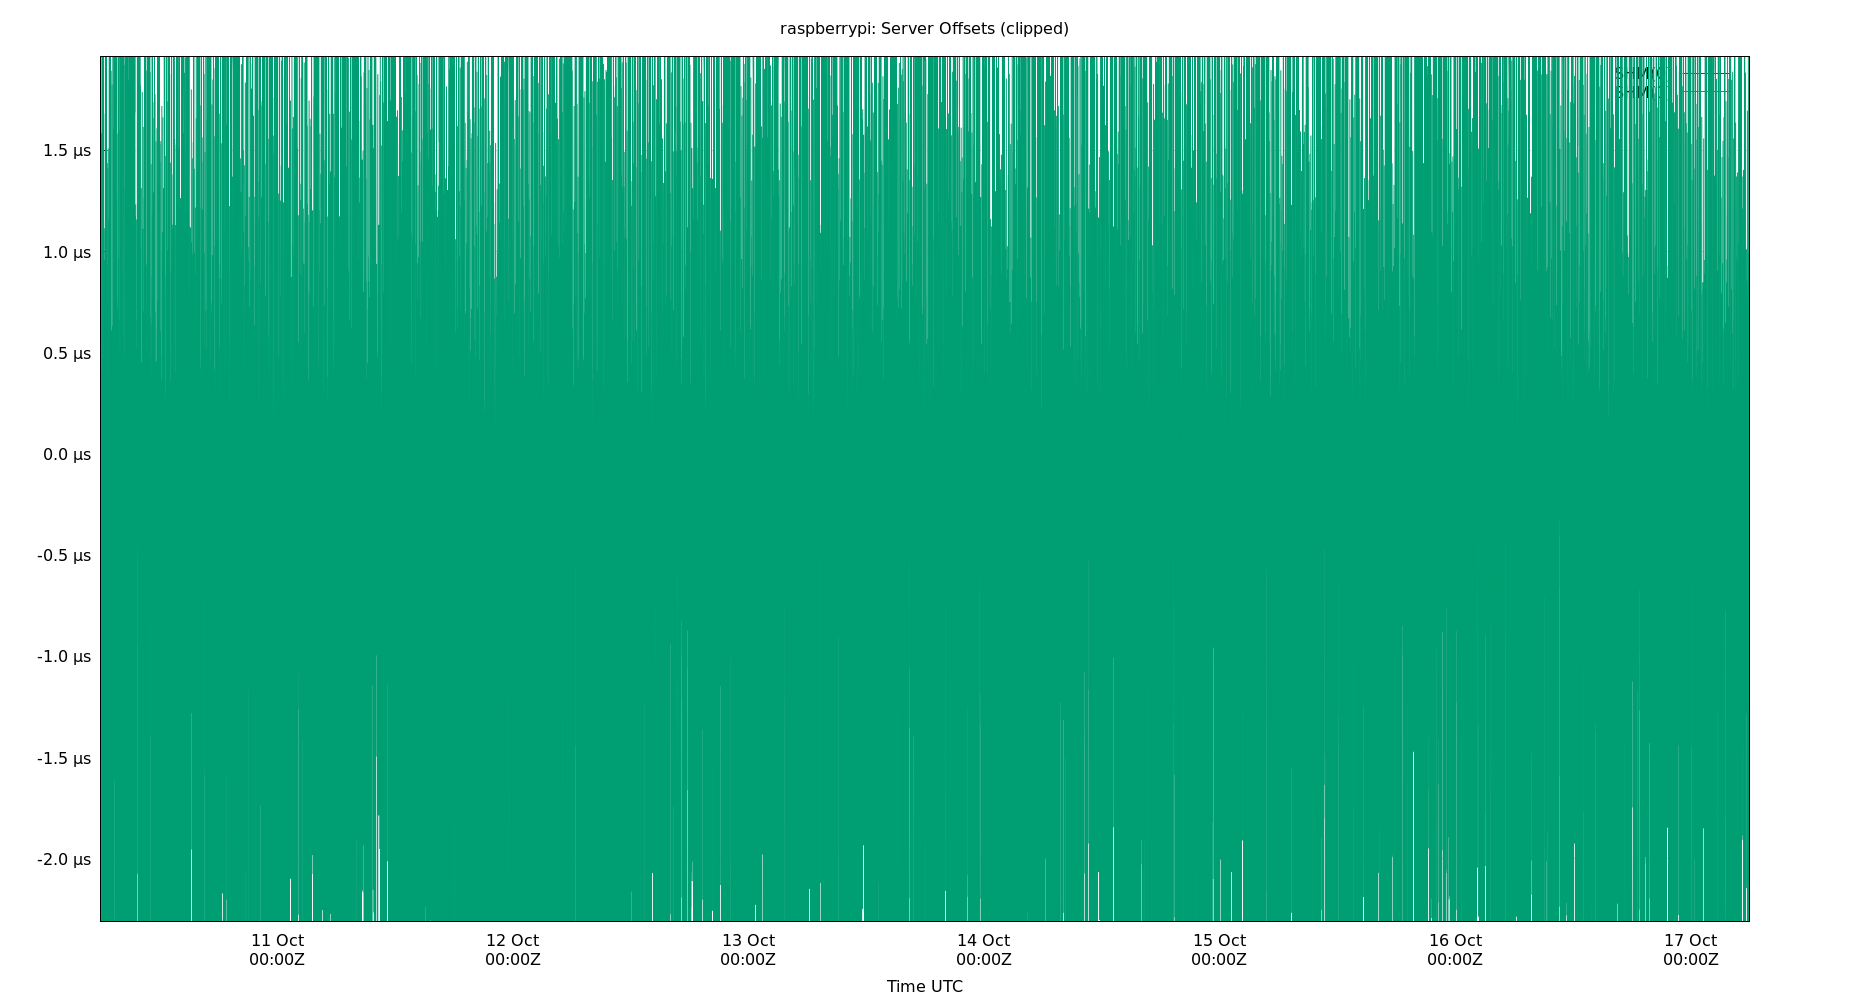 raspberrypi: Server Offsets (clipped)
1.5 µs
1.0 µs
0.5 µs
0.0 µs
-0.5 µs
-1.0 µs
-1.5 µs
-2.0 µs
11 Oct 12 Oct 13 Oct 14 Oct 15 Oct 16 Oct 17 Oct
00:00Z 00:00Z 00:00Z 00:00Z 00:00Z 00:00Z 00:00Z
Time UTC